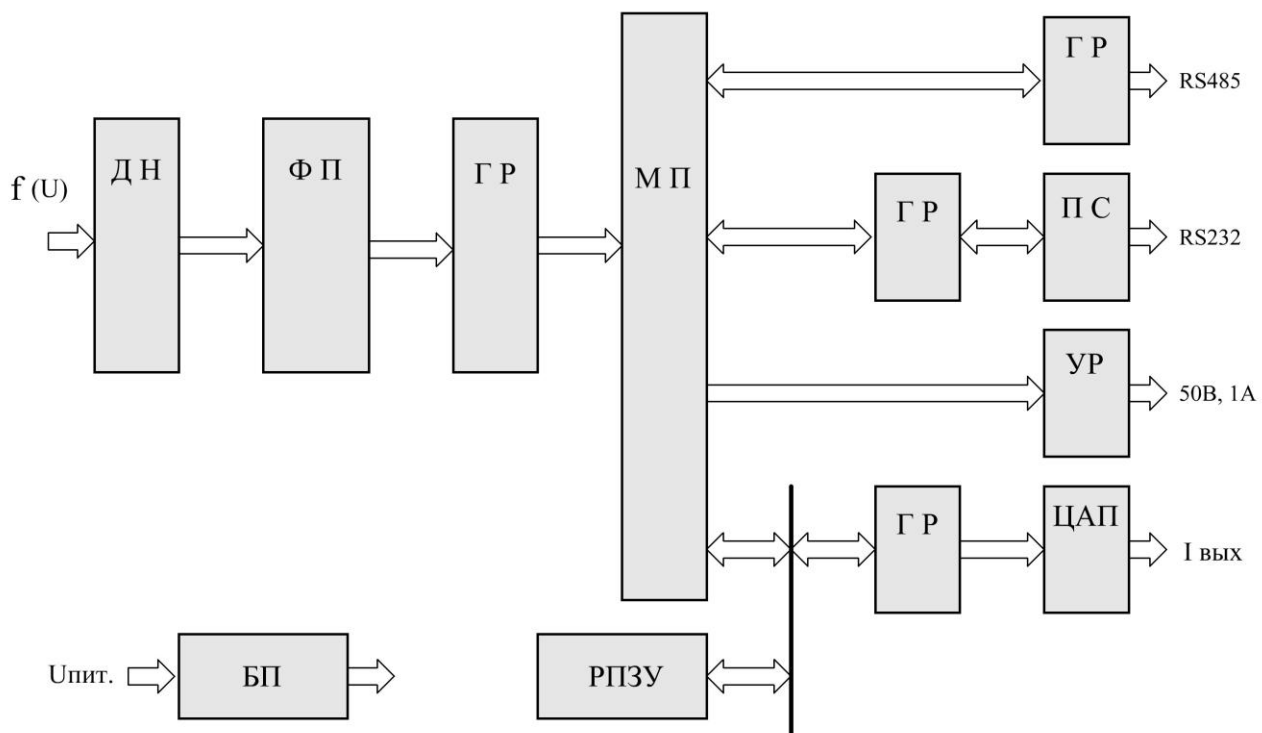 Г Р
RS485
Д Н
Ф П
Г Р
М П
f (U)
Г Р
П С
RS232
УР
50В, 1А
Г Р
ЦАП
I вых
Uпит.
БП
РПЗУ